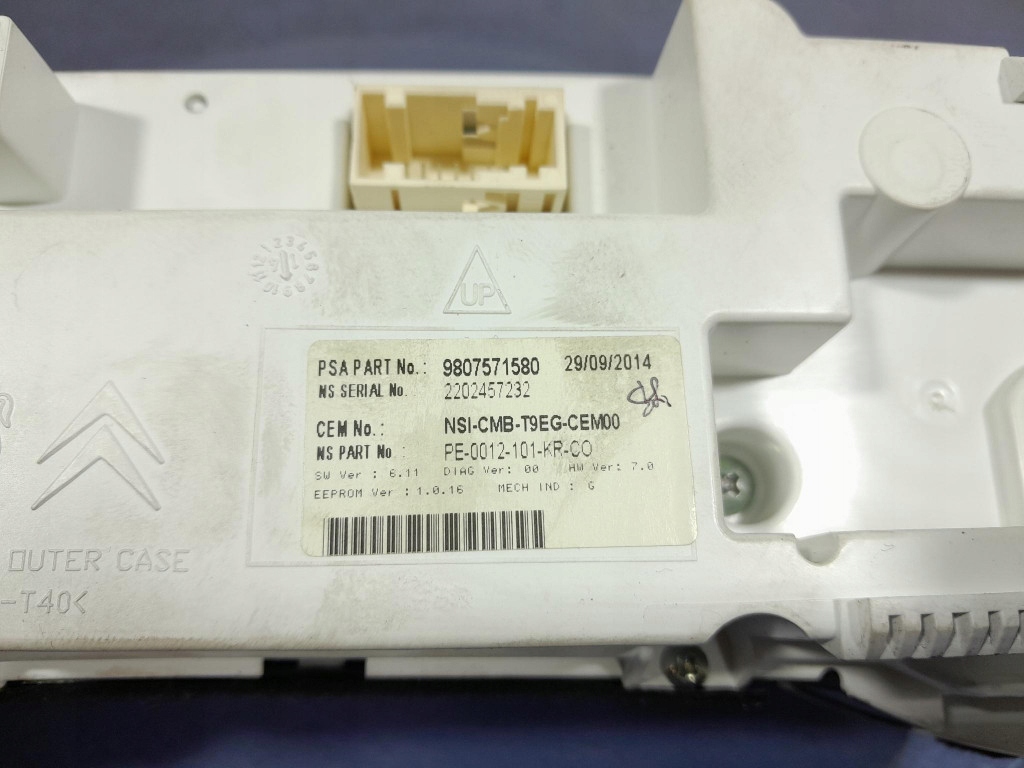 UP
PSA PART No.: 9807571580 29/09/2014
NS SERIAL No. 2202457232
CEM No.: NSI-CMB-T9EG-CEM00
NS PART No.: PE-0012-101-KR-CO
SW Ver : 6.11 DIAG Ver: 00 HW Ver: 7.0
EEPROM Ver : 1.0.16 MECH IND : G
OUTER CASE
-T40<